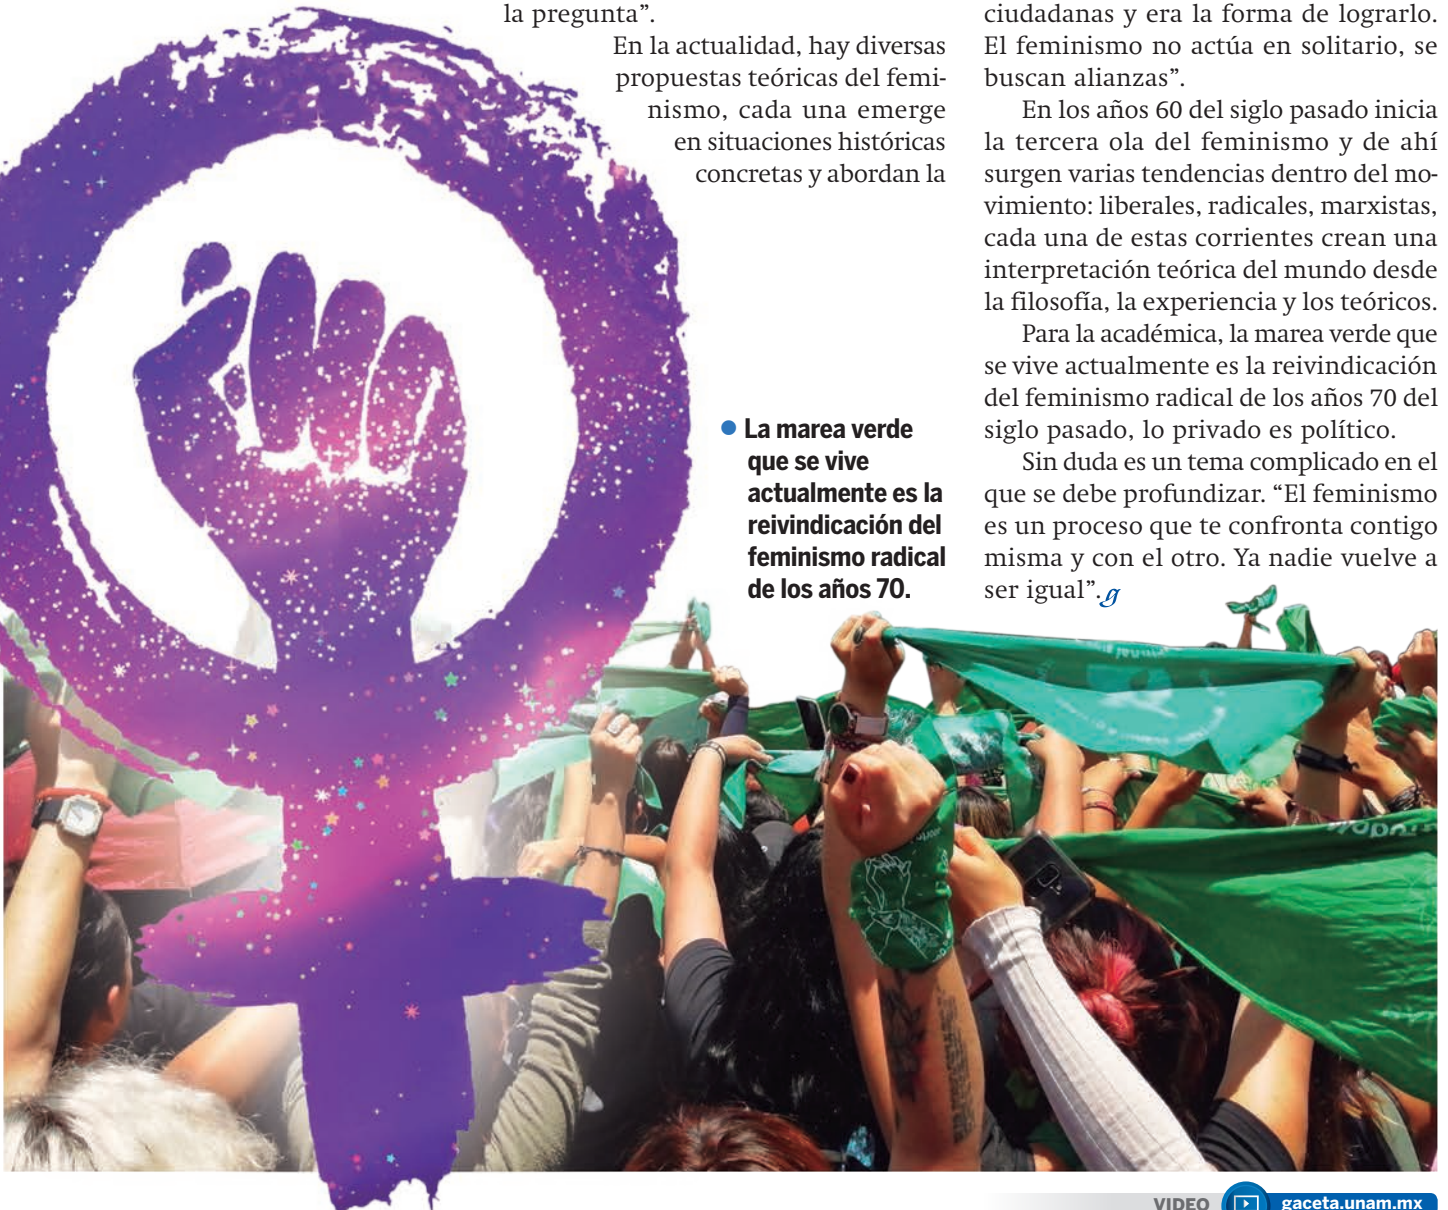 la pregunta”.
En la actualidad, hay diversas
propuestas teóricas del femi-
nismo, cada una emerge
en situaciones históricas
concretas y abordan la
● La marea verde
que se vive
actualmente es la
reivindicación del
feminismo radical
de los años 70.
ciudadanas y era la forma de lograrlo.
El feminismo no actúa en solitario, se
buscan alianzas”.
En los años 60 del siglo pasado inicia
la tercera ola del feminismo y de ahí
surgen varias tendencias dentro del mo-
vimiento: liberales, radicales, marxistas,
cada una de estas corrientes crean una
interpretación teórica del mundo desde
la filosofía, la experiencia y los teóricos.
Para la académica, la marea verde que
se vive actualmente es la reivindicación
del feminismo radical de los años 70 del
siglo pasado, lo privado es político.
Sin duda es un tema complicado en el
que se debe profundizar. “El feminismo
es un proceso que te confronta contigo
misma y con el otro. Ya nadie vuelve a
ser igual”. g
VIDEO gaceta.unam.mx